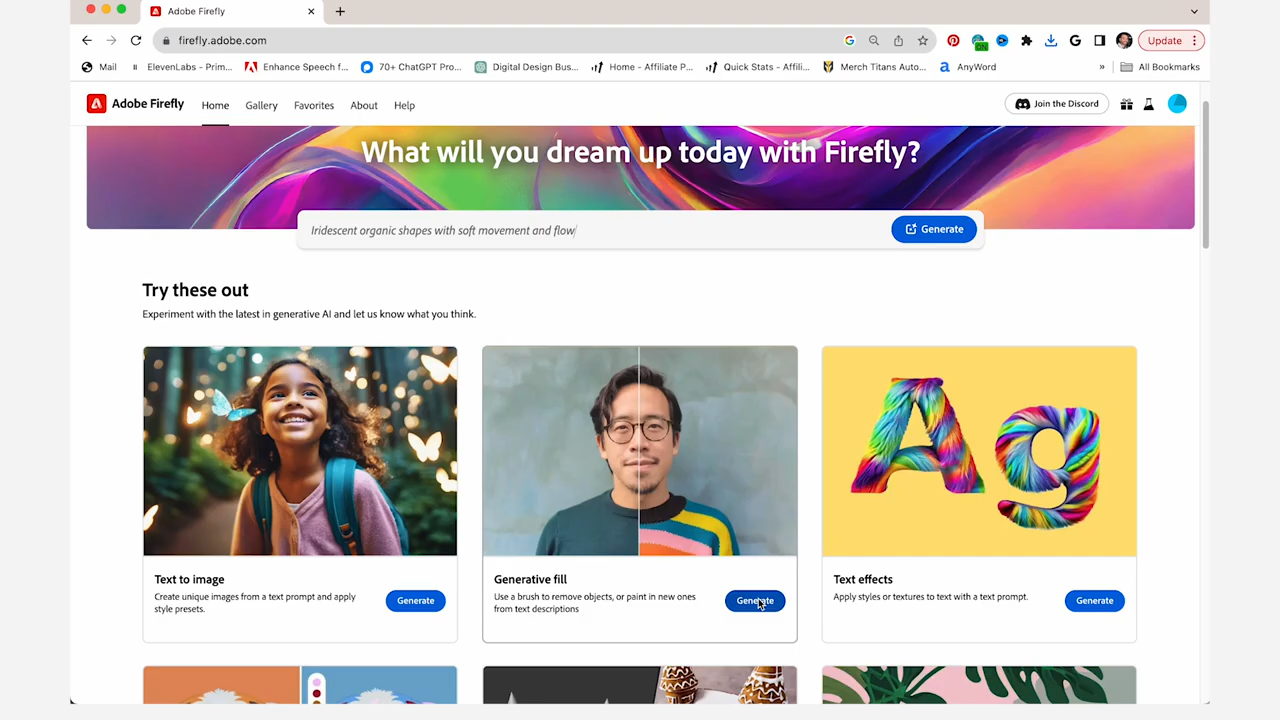 Adobe Firefly
firefly.adobe.com
Update
Mail
ElevenLabs - Prim...
Enhance Speech f...
70+ ChatGPT Pro...
Digital Design Bus...
Home - Affiliate P...
Quick Stats - Affili...
Merch Titans Auto...
AnyWord
»
All Bookmarks
Adobe Firefly
Home
Gallery
Favorites
About
Help
Join the Discord
What will you dream up today with Firefly?
Iridescent organic shapes with soft movement and flow
Generate
Try these out
Experiment with the latest in generative AI and let us know what you think.
Ag
Text to image
Create unique images from a text prompt and apply
style presets.
Generate
Generative fill
Use a brush to remove objects, or paint in new ones
from text descriptions
Generate
Text effects
Apply styles or textures to text with a text prompt.
Generate